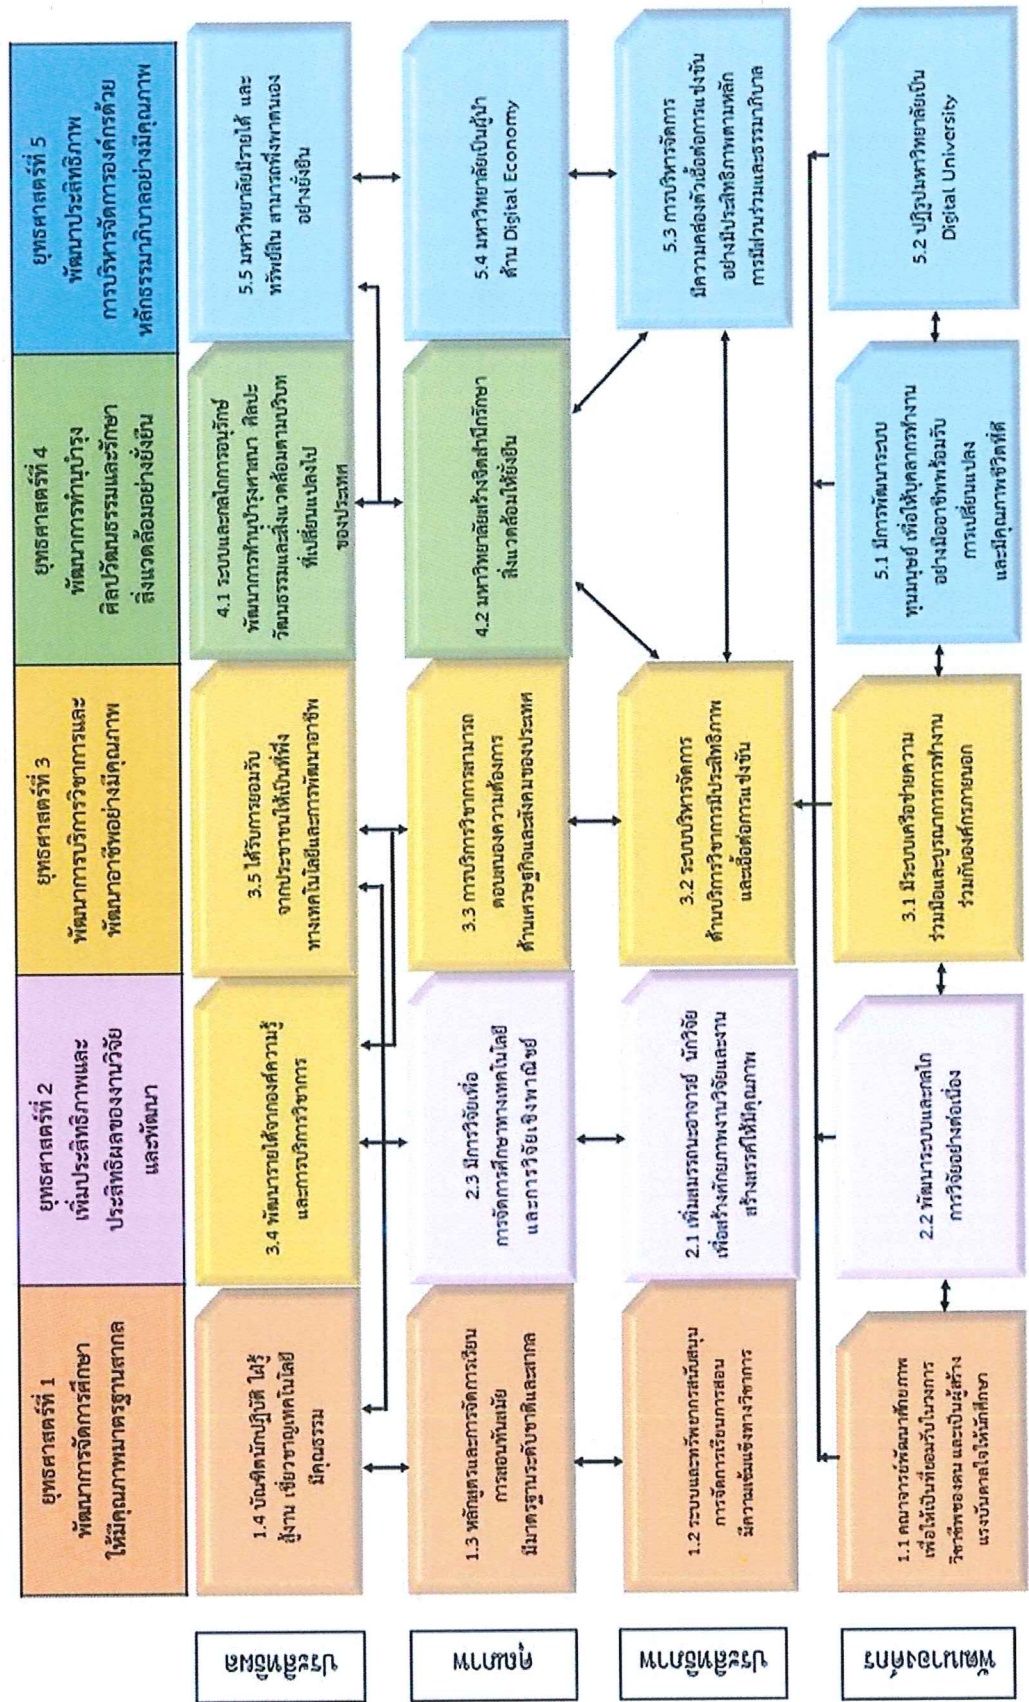 ยุทธศาสตร์ที่ 1
พัฒนาการจัดการศึกษา
ให้มีคุณภาพมาตรฐานสากล
ยุทธศาสตร์ที่ 2
เพิ่มประสิทธิภาพและ
ประสิทธิผลของงานวิจัย
และพัฒนา
ยุทธศาสตร์ที่ 3
พัฒนาการบริการวิชาการและ
พัฒนาอาชีพอย่างมีคุณภาพ
ยุทธศาสตร์ที่ 4
พัฒนาการทำนุบำรุง
ศิลปวัฒนธรรมและรักษา
สิ่งแวดล้อมอย่างยั่งยืน
ยุทธศาสตร์ที่ 5
พัฒนาประสิทธิภาพ
การบริหารจัดการองค์กรด้วย
หลักธรรมาภิบาลอย่างมีคุณภาพ
ประสิทธิผล
1.4 บัณฑิตนักปฏิบัติ ใฝ่รู้
สู้งาน เชี่ยวชาญเทคโนโลยี
มีคุณธรรม
3.4 พัฒนารายได้จากองค์ความรู้
และการบริการวิชาการ
3.5 ได้รับการยอมรับ
จากประชาชนให้เป็นที่พึ่ง
ทางเทคโนโลยีและการพัฒนาอาชีพ
4.1 ระบบและกลไกการอนุรักษ์
พัฒนาการทำนุบำรุงศาสนา ศิลปะ
วัฒนธรรมและสิ่งแวดล้อมตามบริบท
ที่เปลี่ยนแปลงไป
ของประเทศ
5.5 มหาวิทยาลัยมีรายได้ และ
ทรัพย์สิน สามารถพึ่งพาตนเอง
อย่างยั่งยืน
คุณภาพ
1.3 หลักสูตรและการจัดการเรียน
การสอนทันสมัย
มีมาตรฐานระดับชาติและสากล
2.3 มีการวิจัยเพื่อ
การจัดการศึกษาทางเทคโนโลยี
และการวิจัยเชิงพาณิชย์
3.3 การบริการวิชาการสามารถ
ตอบสนองความต้องการ
ด้านเศรษฐกิจและสังคมของประเทศ
4.2 มหาวิทยาลัยสร้างจิตสำนึกรักษา
สิ่งแวดล้อมให้ยั่งยืน
5.4 มหาวิทยาลัยเป็นผู้นำ
ด้าน Digital Economy
ประสิทธิภาพ
1.2 ระบบและทรัพยากรสนับสนุน
การจัดการเรียนการสอน
มีความเข้มแข็งทางวิชาการ
2.1 เพิ่มสมรรถนะอาจารย์ นักวิจัย
เพื่อสร้างศักยภาพงานวิจัยและงาน
สร้างสรรค์ให้มีคุณภาพ
3.2 ระบบบริหารจัดการ
ด้านบริการวิชาการมีประสิทธิภาพ
และเอื้อต่อการแข่งขัน
5.3 การบริหารจัดการ
มีความคล่องตัวเอื้อต่อการแข่งขัน
อย่างมีประสิทธิภาพตามหลัก
การมีส่วนร่วมและธรรมาภิบาล
พัฒนาองค์กร
1.1 คณาจารย์พัฒนาศักยภาพ
เพื่อให้เป็นที่ยอมรับในวงการ
วิชาชีพของตน และเป็นผู้สร้าง
แรงบันดาลใจให้นักศึกษา
2.2 พัฒนาระบบและกลไก
การวิจัยอย่างต่อเนื่อง
3.1 มีระบบเครือข่ายความ
ร่วมมือและบูรณาการการทำงาน
ร่วมกับองค์กรภายนอก
5.1 มีการพัฒนาระบบ
ทุนมนุษย์ เพื่อให้บุคลากรทำงาน
อย่างมืออาชีพพร้อมรับ
การเปลี่ยนแปลง
และมีคุณภาพชีวิตที่ดี
5.2 ปฏิรูปมหาวิทยาลัยเป็น
Digital University